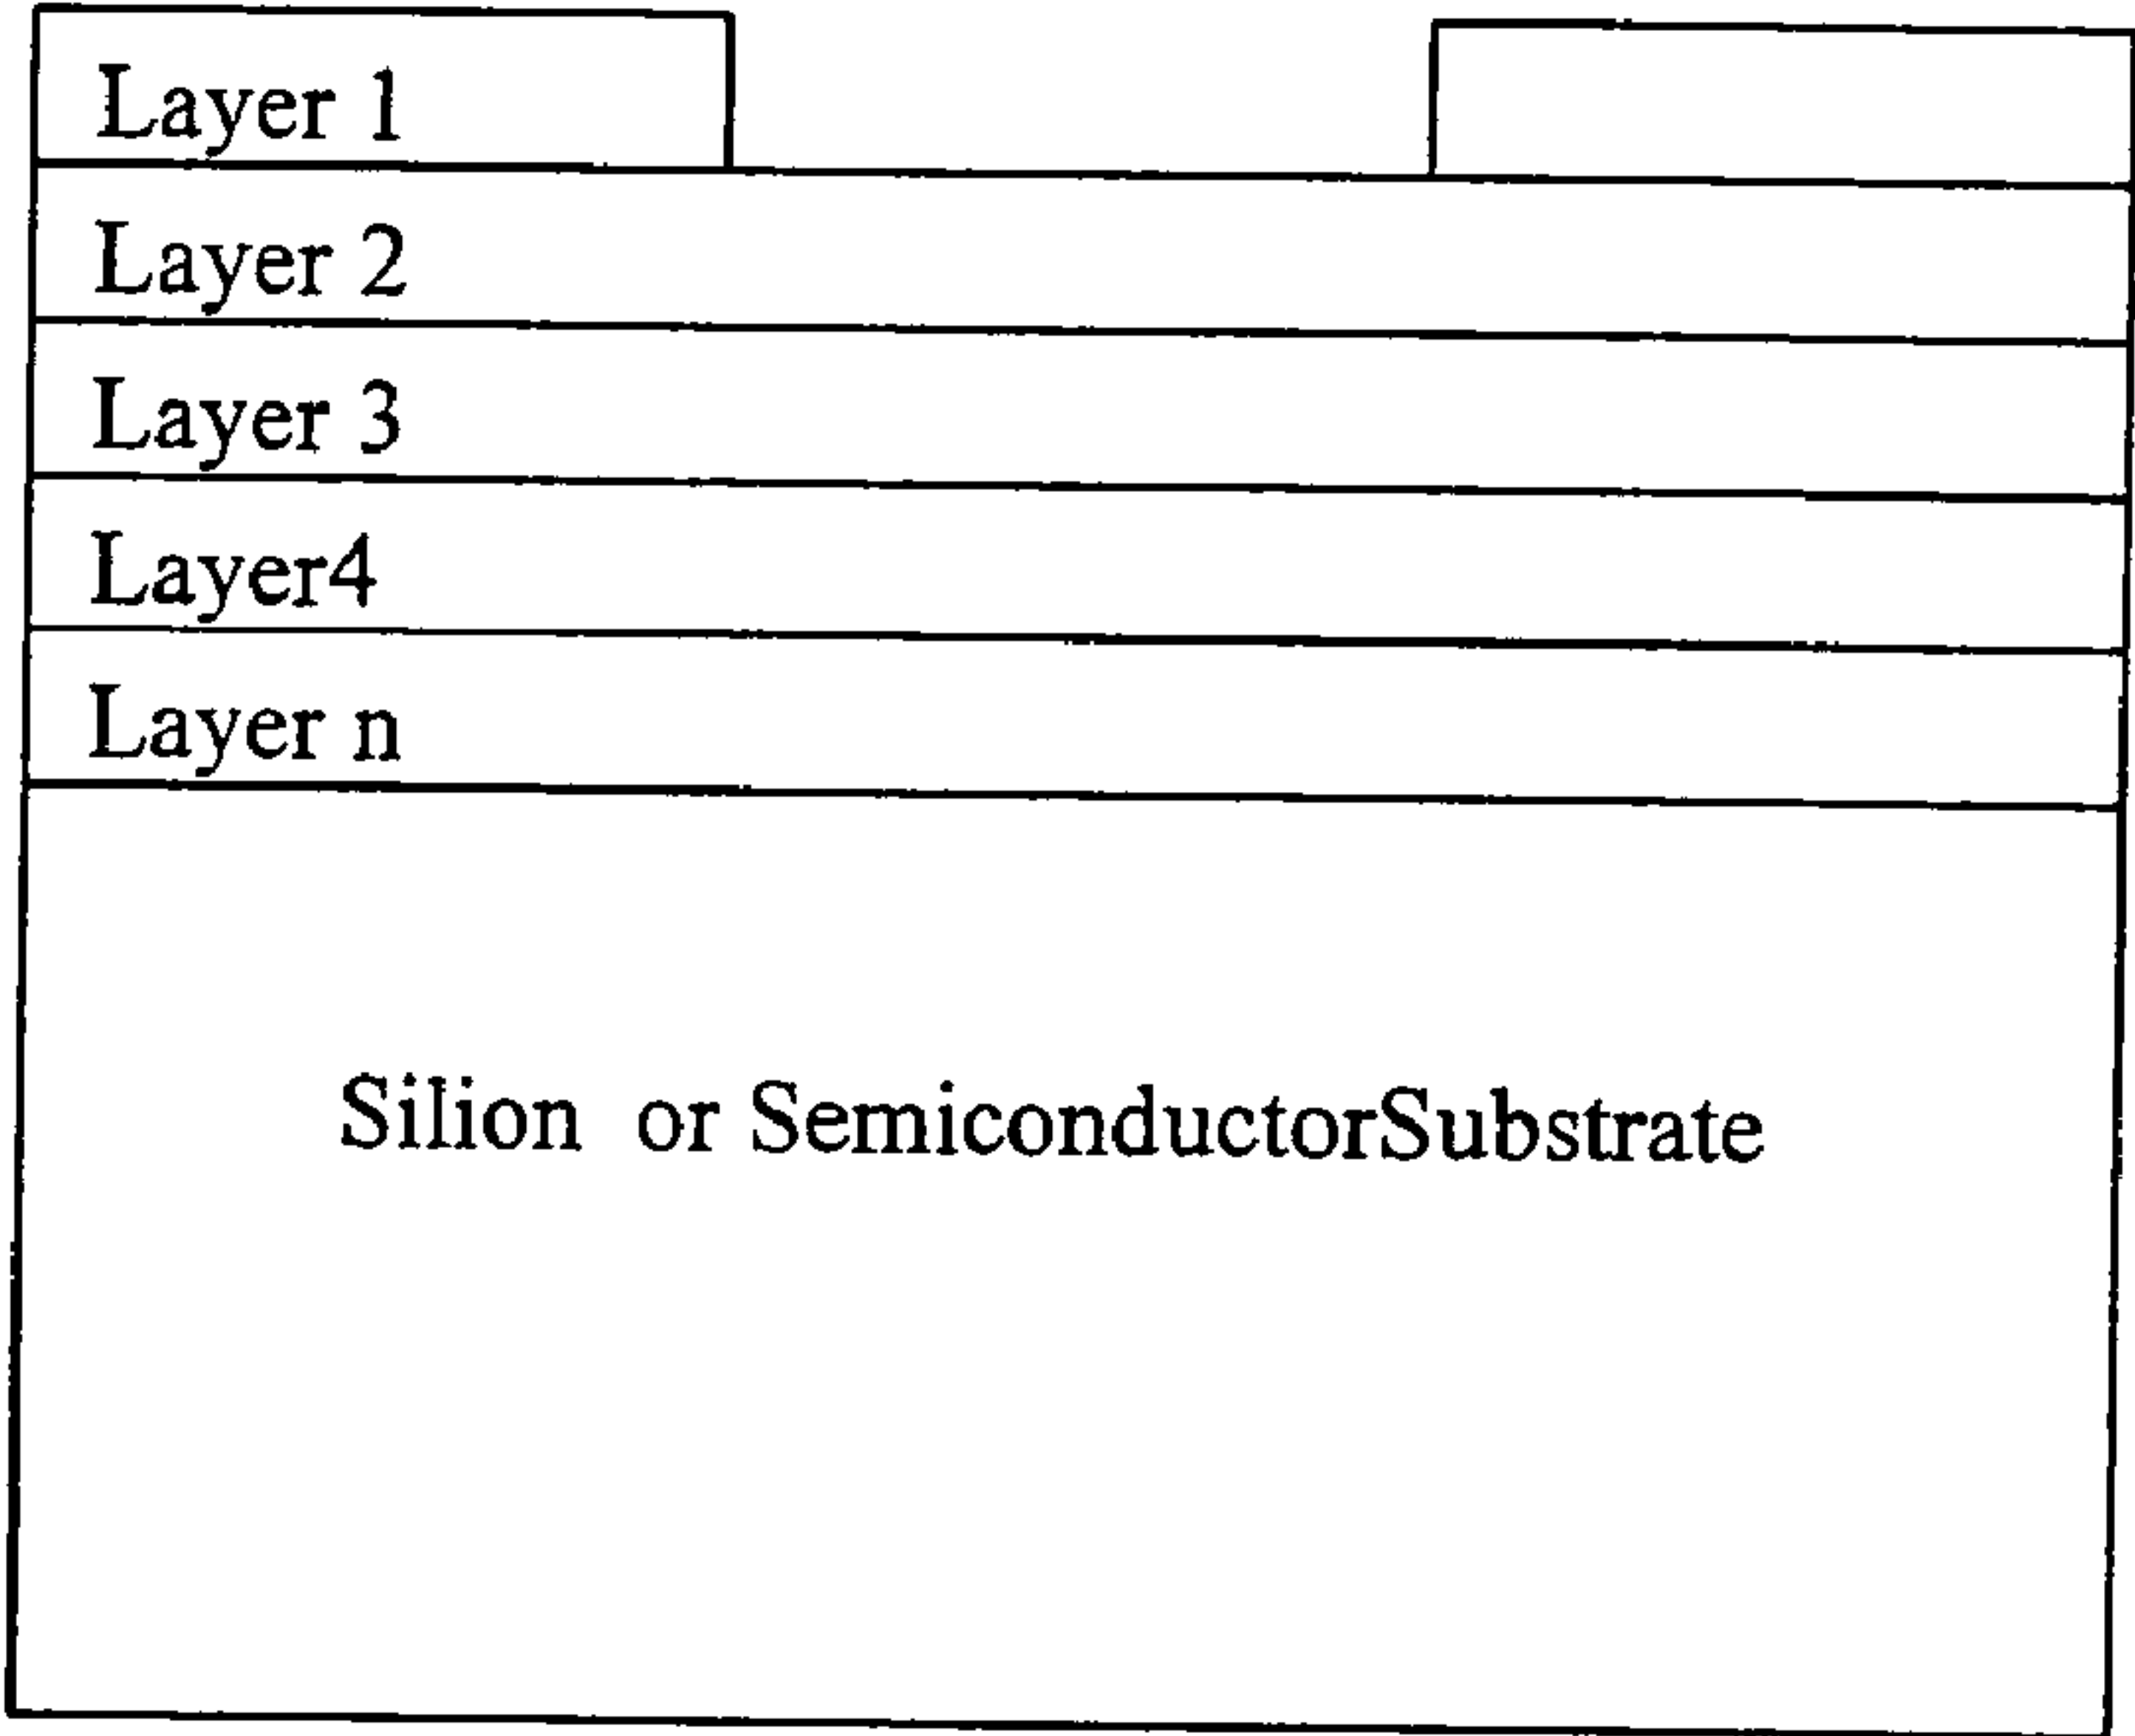 Layer 1
Layer 2
Layer 3
Layer4
Layer n
Silion or SemiconductorSubstrate